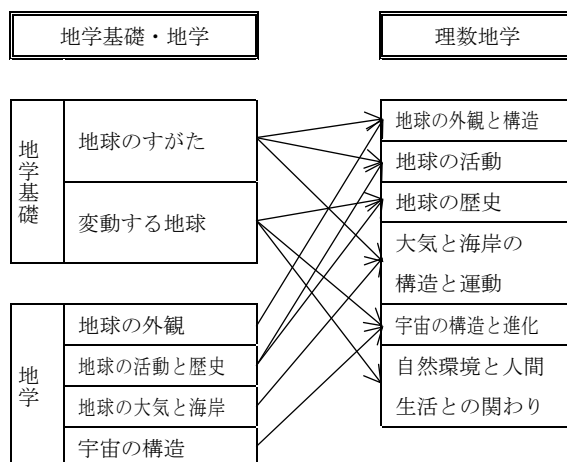 地学基礎・地学
理数地学
地学基礎
地球のすがた
変動する地球
地学
地球の外観
地球の活動と歴史
地球の大気と海岸
宇宙の構造
地球の外観と構造
地球の活動
地球の歴史
大気と海岸の
構造と運動
宇宙の構造と進化
自然環境と人間
生活との関わり